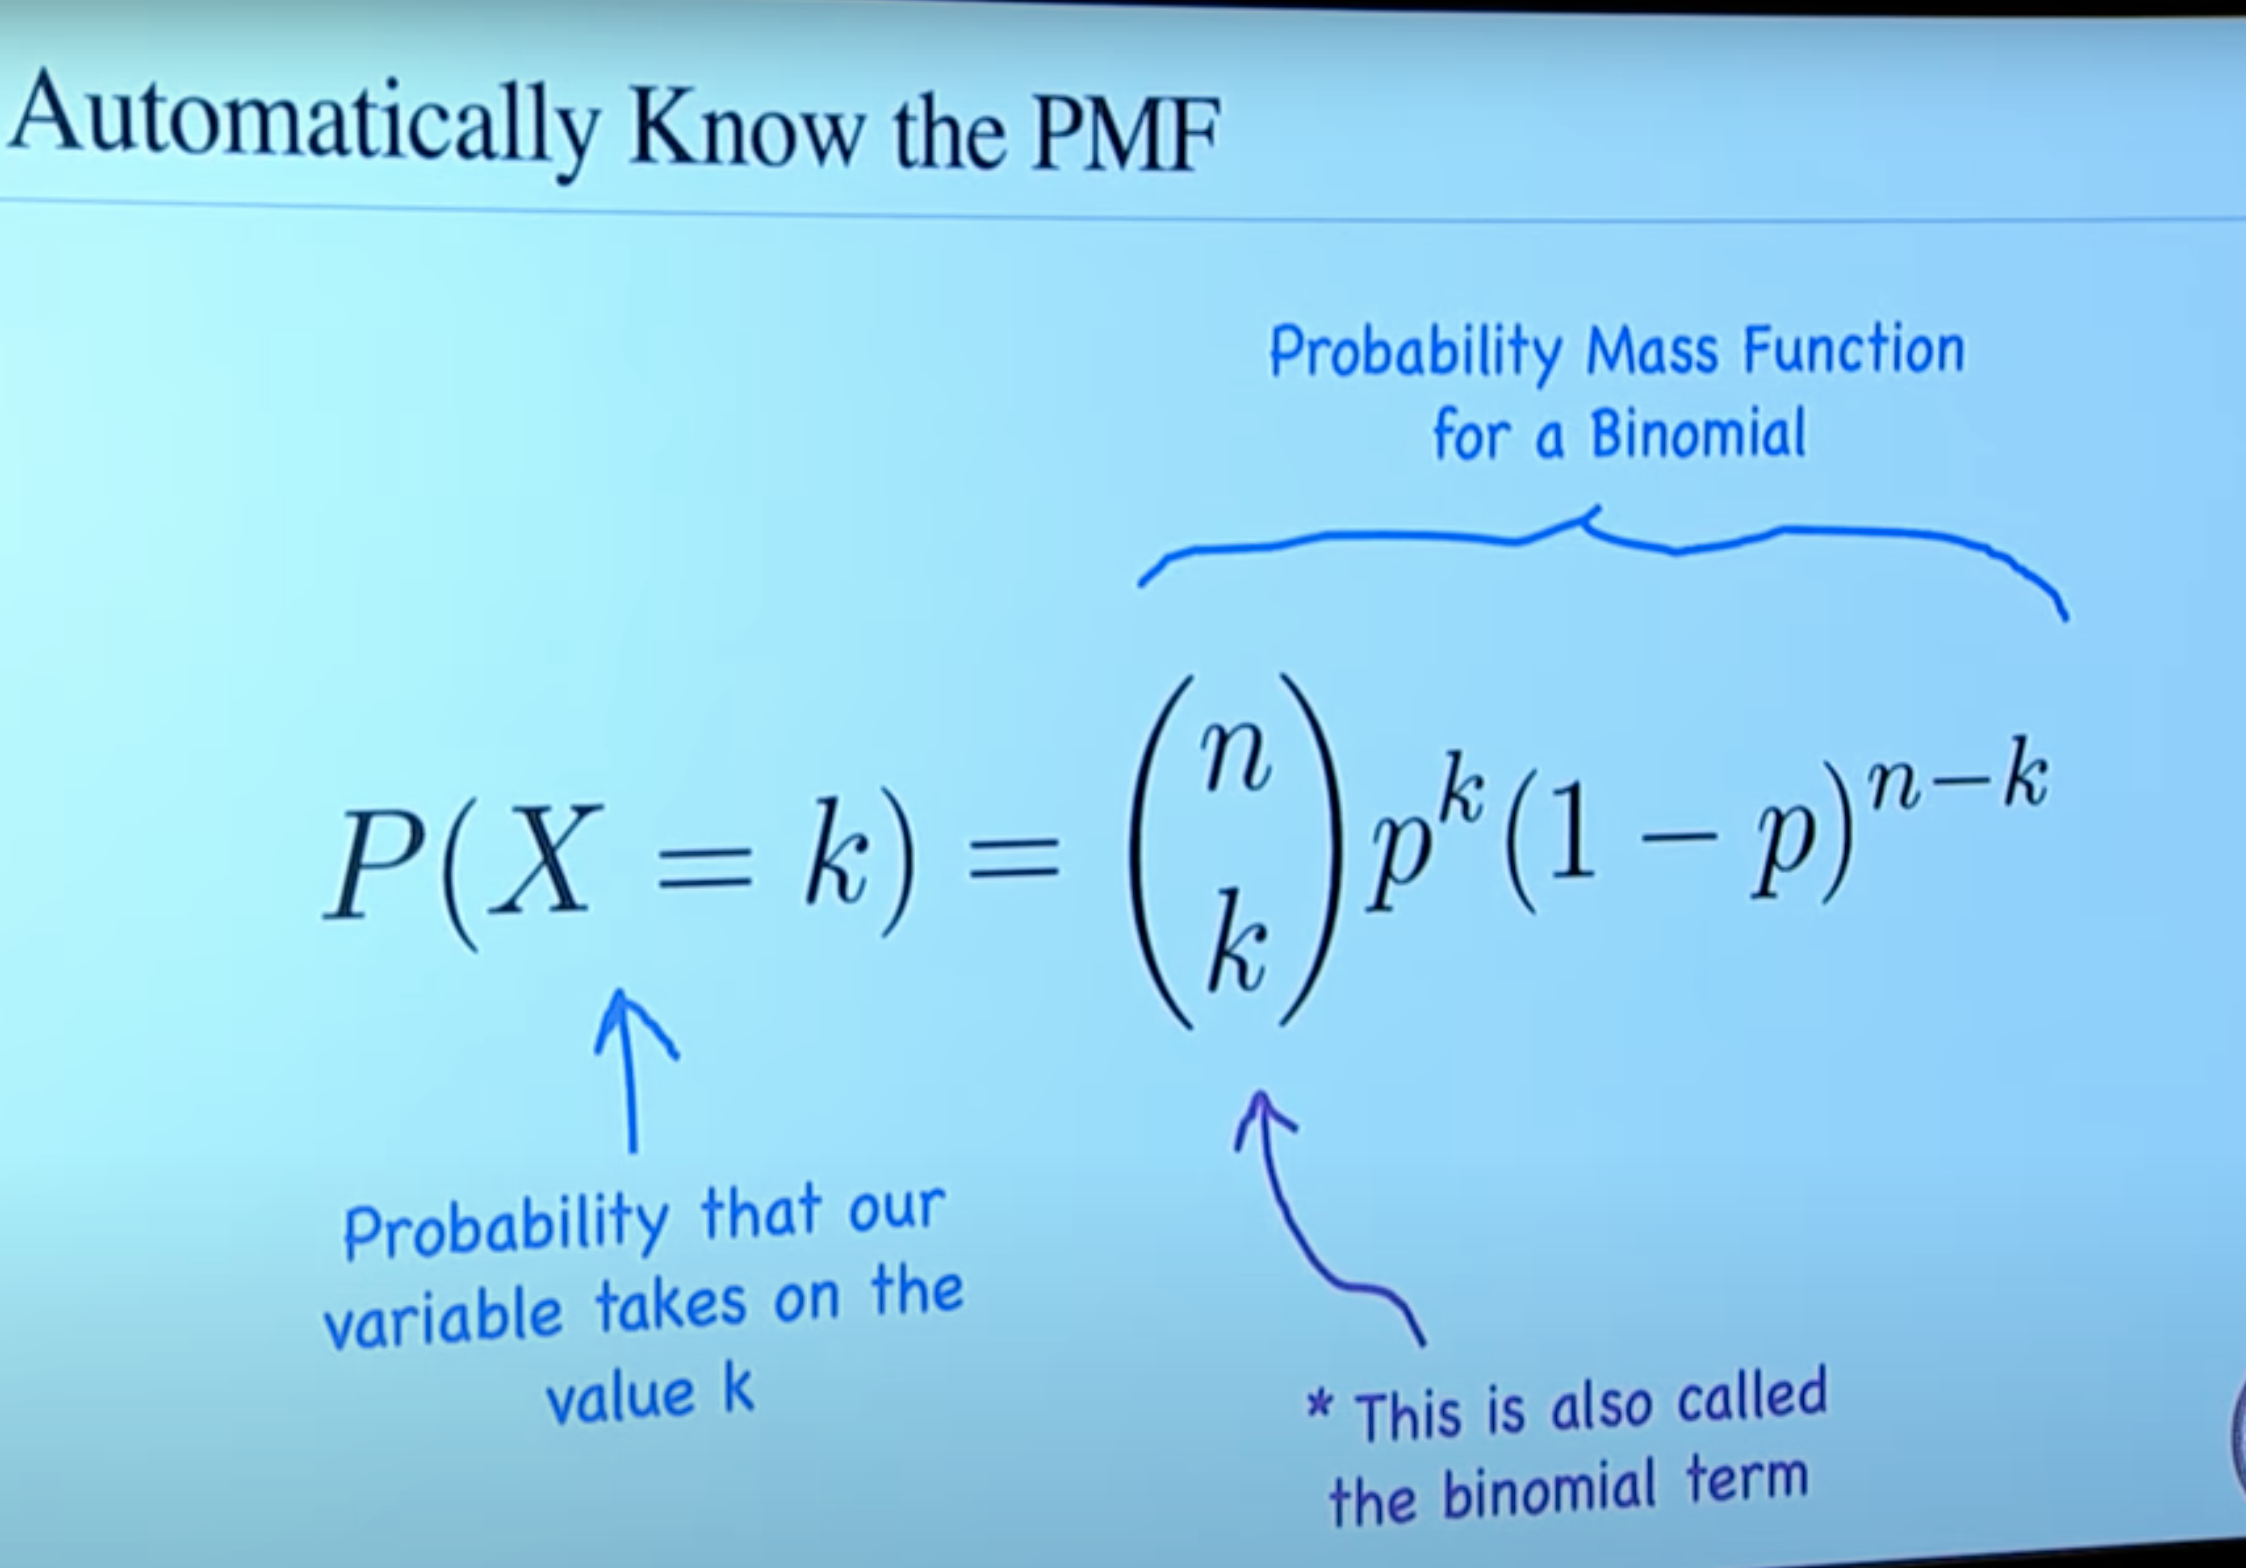 Automatically Know the PMF
Probability Mass Function
for a Binomial
P(X = k) = (n k) p^k (1 − p)^{n−k}
Probability that our
variable takes on the
value k
* This is also called
the binomial term